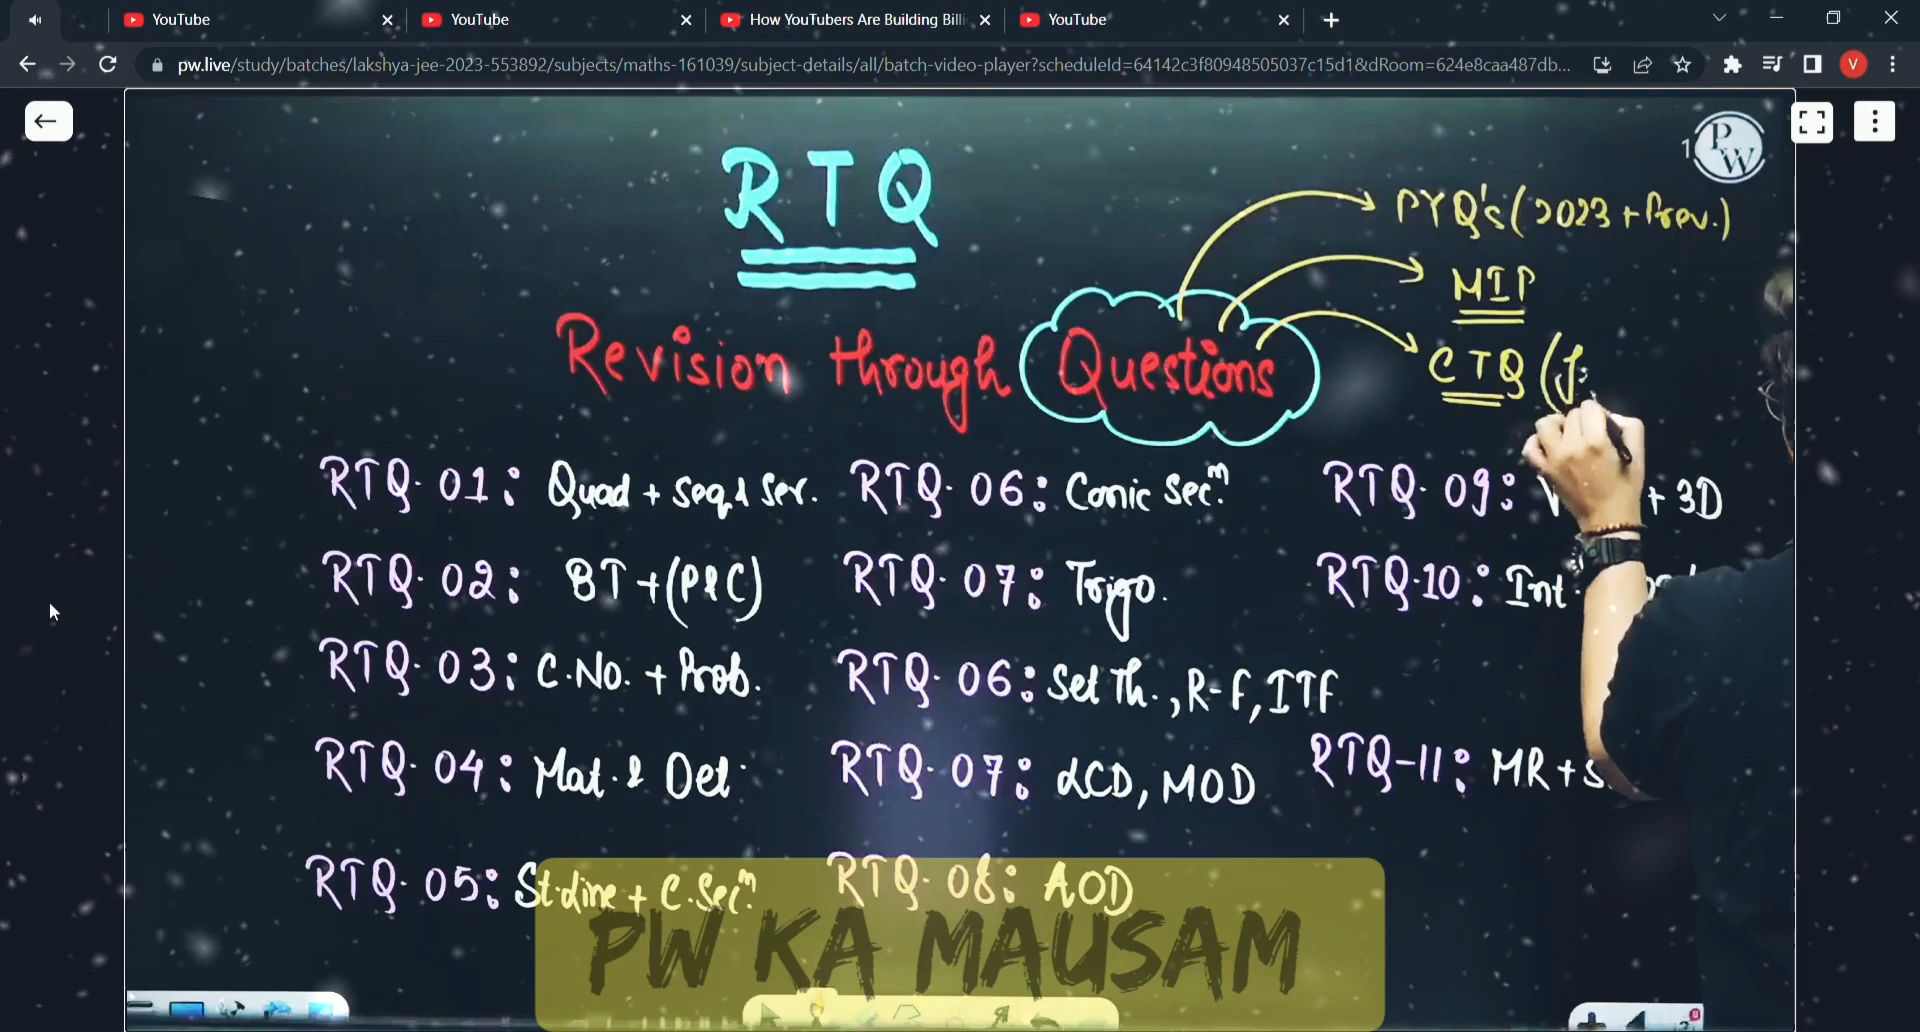 YouTube
YouTube
How YouTubers Are Building Bill
YouTube
pw.live/study/batches/lakshya-jee-2023-553892/subjects/maths-161039/subject-details/all/batch-video-player?scheduleId=64142c3f80948505037c15d1&dRoom=624e8caa487db...
V
PW
1
RTQ
PYQ's (2023 + Prev.)
MIP
CTQ (
Revision through Questions
RTQ-01: Quad + Seq & Ser.
RTQ-02: BT + (P&C)
RTQ-03: C.No. + Prob.
RTQ-04: Mat. & Det.
RTQ-05: St.Line + C.Secⁿ.
RTQ-06: Conic Secⁿ.
RTQ-07: Trigo.
RTQ-06: Set Th., R-F, ITF
RTQ-07: LCD, MOD
RTQ-08: AOD
RTQ-09: + 3D
RTQ-10: Int.
RTQ-11: MR + S
PW KA MAUSAM